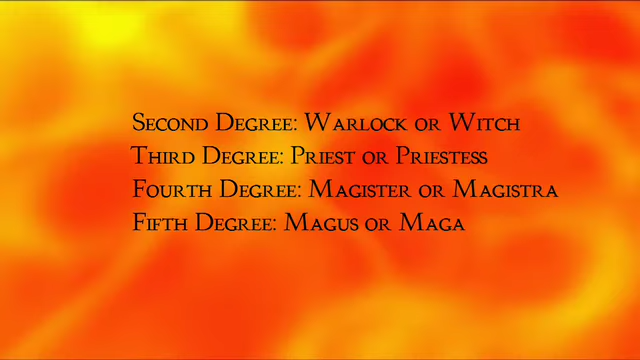 Second Degree: Warlock or Witch
Third Degree: Priest or Priestess
Fourth Degree: Magister or Magistra
Fifth Degree: Magus or Maga